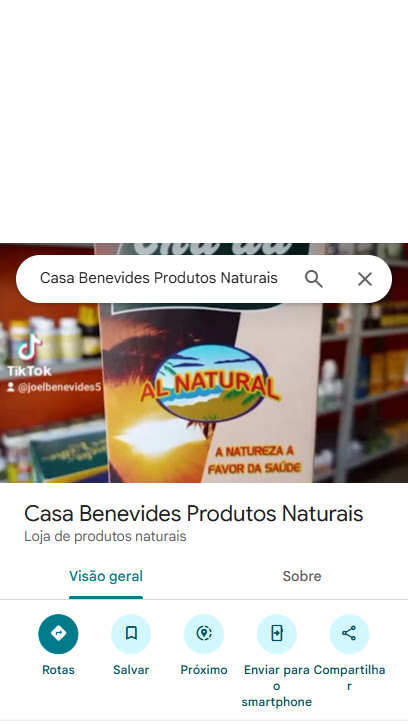 Casa Benevides Produtos Naturais
TikTok
@joelbenevides5
AL NATURAL
A NATUREZA A
FAVOR DA SAÚDE
Casa Benevides Produtos Naturais
Loja de produtos naturais
Visão geral
Sobre
Rotas
Salvar
Próximo
Enviar para
o
smartphone
Compartilha
r